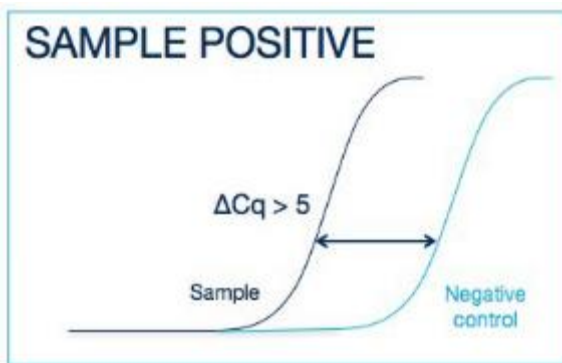 SAMPLE POSITIVE
ΔCq > 5
Sample
Negative
control